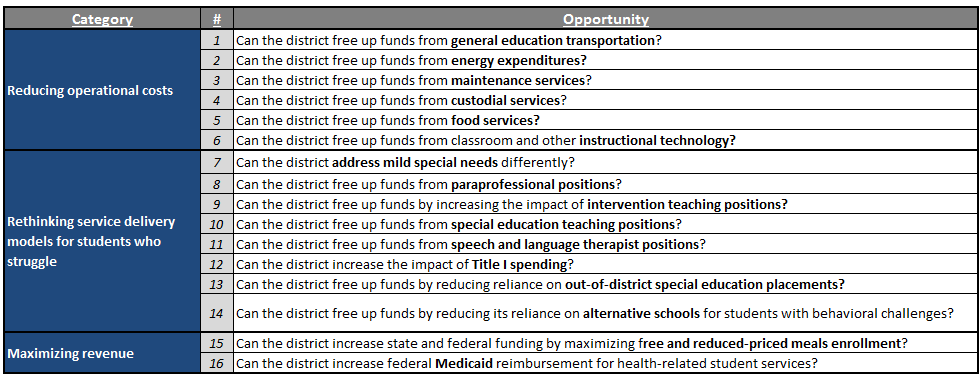 Category # Opportunity
Reducing operational costs
1 Can the district free up funds from general education transportation?
2 Can the district free up funds from energy expenditures?
3 Can the district free up funds from maintenance services?
4 Can the district free up funds from custodial services?
5 Can the district free up funds from food services?
6 Can the district free up funds from classroom and other instructional technology?
Rethinking service delivery
models for students who
struggle
7 Can the district address mild special needs differently?
8 Can the district free up funds from paraprofessional positions?
9 Can the district free up funds by increasing the impact of intervention teaching positions?
10 Can the district free up funds from special education teaching positions?
11 Can the district free up funds from speech and language therapist positions?
12 Can the district increase the impact of Title I spending?
13 Can the district free up funds by reducing reliance on out-of-district special education placements?
14 Can the district free up funds by reducing its reliance on alternative schools for students with behavioral challenges?
Maximizing revenue
15 Can the district increase state and federal funding by maximizing free and reduced-priced meals enrollment?
16 Can the district increase federal Medicaid reimbursement for health-related student services?